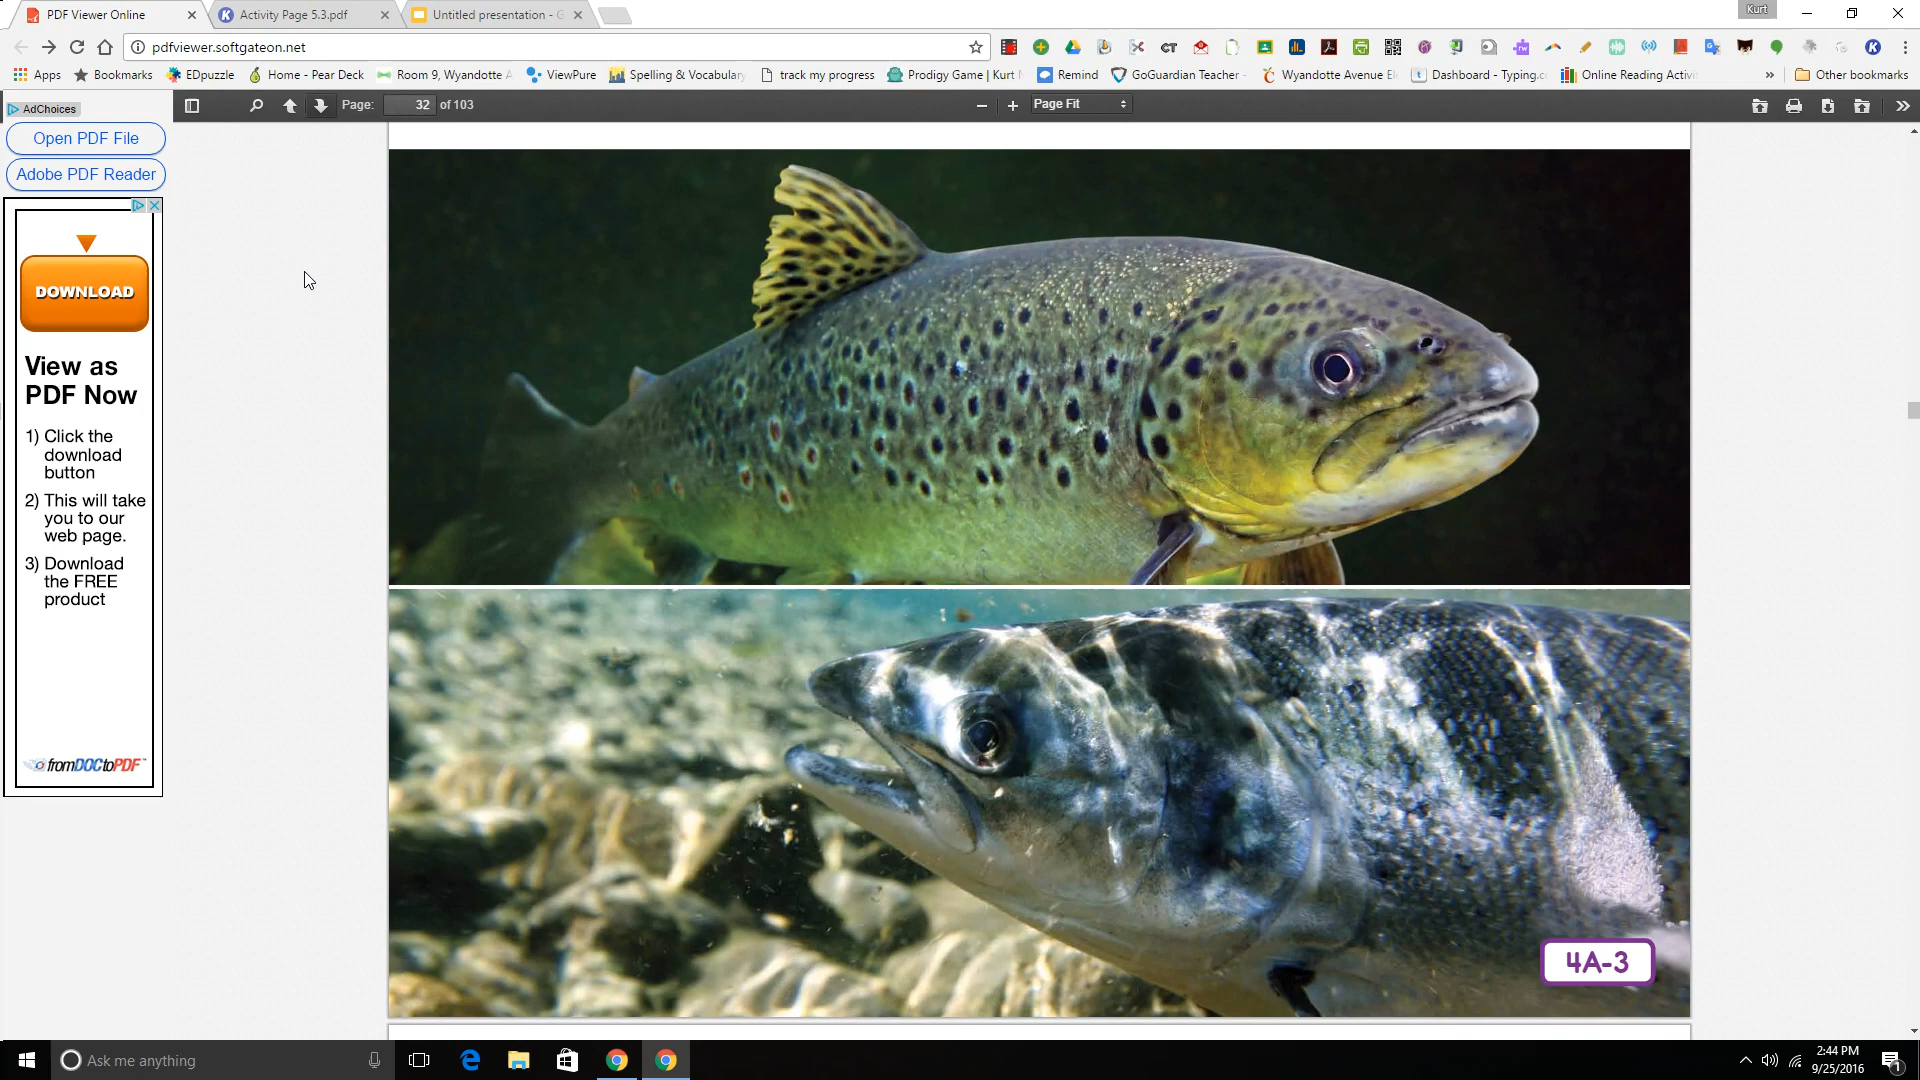 Kurt
PDF Viewer Online
Activity Page 5.3.pdf
Untitled presentation - G
pdfviewer.softgateon.net
Apps
Bookmarks
EDpuzzle
Home - Pear Deck
Room 9, Wyandotte A
ViewPure
Spelling & Vocabulary
track my progress
Prodigy Game | Kurt
Remind
GoGuardian Teacher -
Wyandotte Avenue El
Dashboard - Typing.c
Online Reading Activi
»
Other bookmarks
AdChoices
Page: 32 of 103
Page Fit
Open PDF File
Adobe PDF Reader
DOWNLOAD
View as
PDF Now
1) Click the
download
button
2) This will take
you to our
web page.
3) Download
the FREE
product
fromDOCtoPDF™
4A-3
Ask me anything
2:44 PM
9/25/2016
1